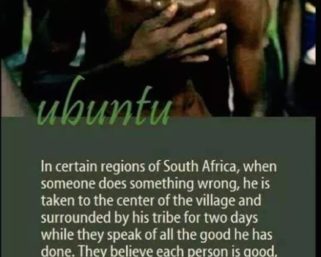 ubuntu
In certain regions of South Africa, when
someone does something wrong, he is
taken to the center of the village and
surrounded by his tribe for two days
while they speak of all the good he has
done. They believe each person is good,